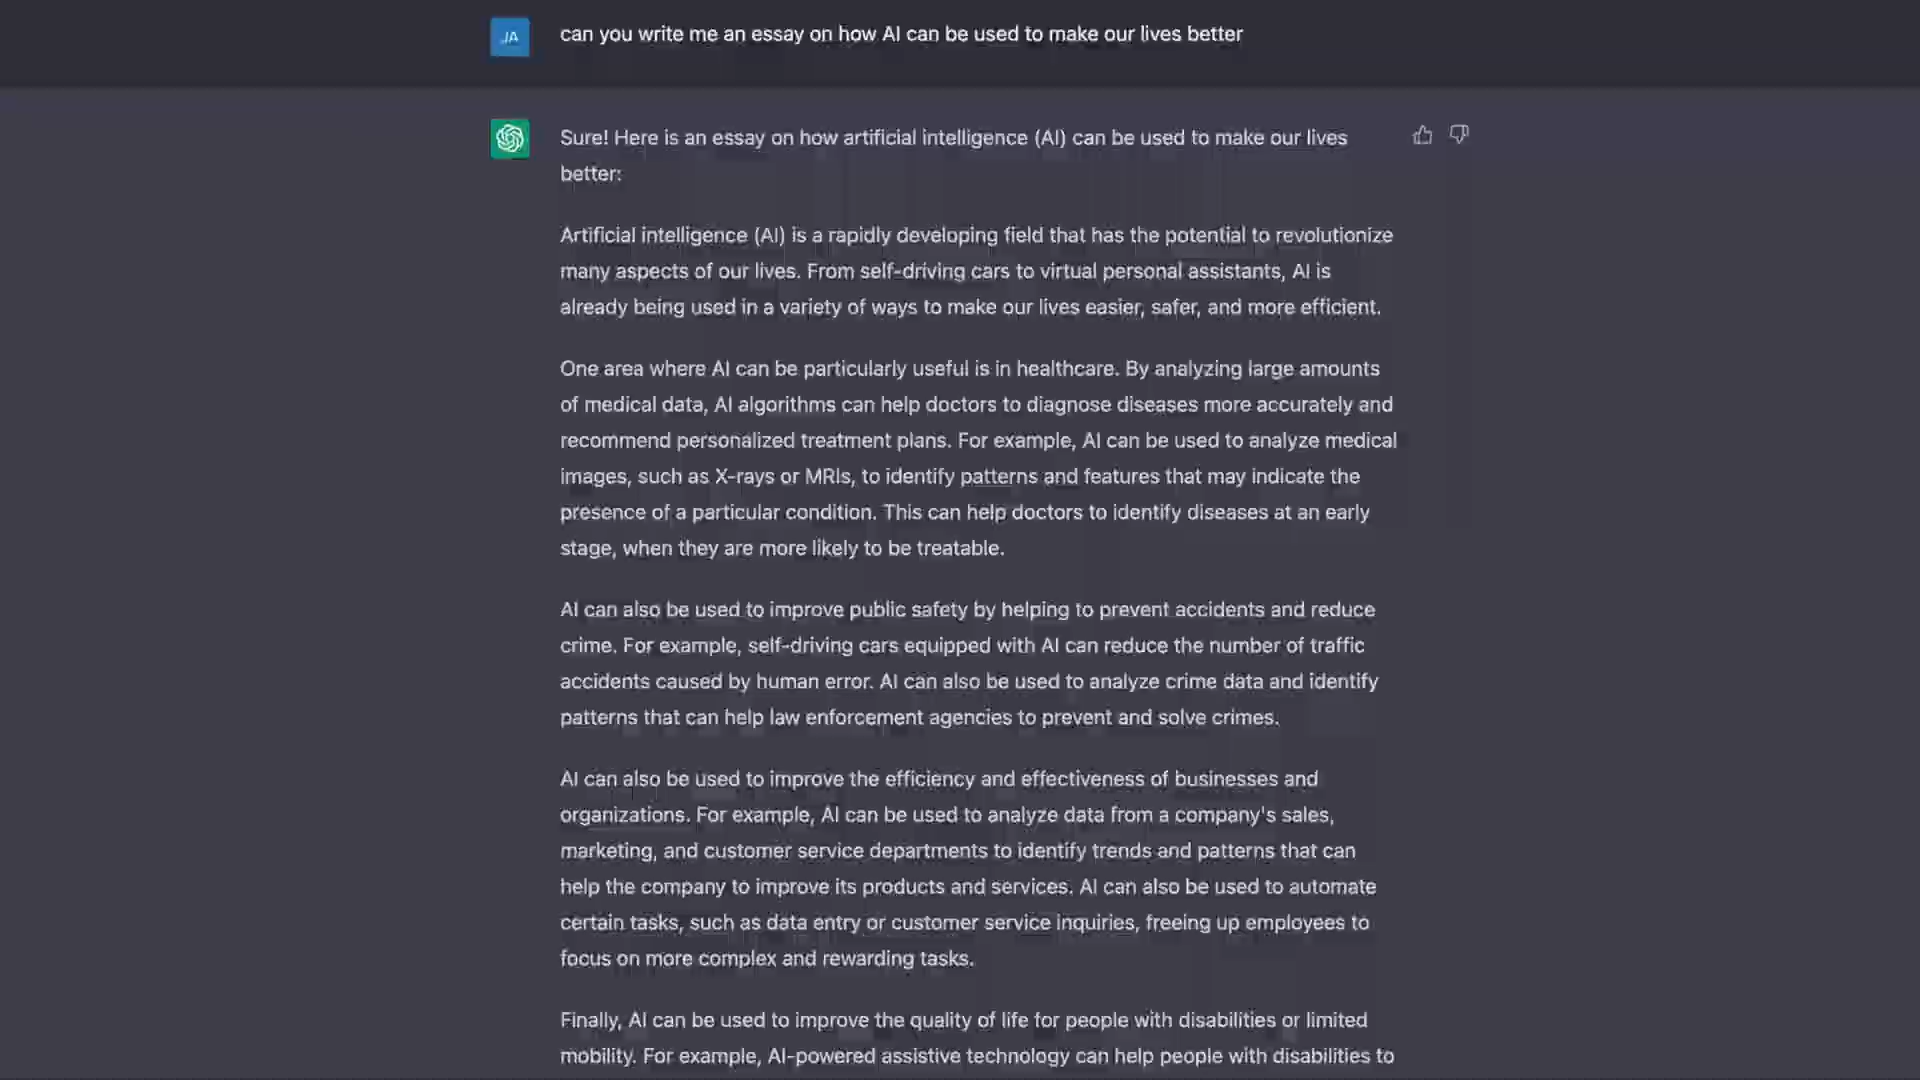 JA
can you write me an essay on how AI can be used to make our lives better
Sure! Here is an essay on how artificial intelligence (AI) can be used to make our lives
better:
Artificial intelligence (AI) is a rapidly developing field that has the potential to revolutionize
many aspects of our lives. From self-driving cars to virtual personal assistants, AI is
already being used in a variety of ways to make our lives easier, safer, and more efficient.
One area where AI can be particularly useful is in healthcare. By analyzing large amounts
of medical data, AI algorithms can help doctors to diagnose diseases more accurately and
recommend personalized treatment plans. For example, AI can be used to analyze medical
images, such as X-rays or MRIs, to identify patterns and features that may indicate the
presence of a particular condition. This can help doctors to identify diseases at an early
stage, when they are more likely to be treatable.
AI can also be used to improve public safety by helping to prevent accidents and reduce
crime. For example, self-driving cars equipped with AI can reduce the number of traffic
accidents caused by human error. AI can also be used to analyze crime data and identify
patterns that can help law enforcement agencies to prevent and solve crimes.
AI can also be used to improve the efficiency and effectiveness of businesses and
organizations. For example, AI can be used to analyze data from a company's sales,
marketing, and customer service departments to identify trends and patterns that can
help the company to improve its products and services. AI can also be used to automate
certain tasks, such as data entry or customer service inquiries, freeing up employees to
focus on more complex and rewarding tasks.
Finally, AI can be used to improve the quality of life for people with disabilities or limited
mobility. For example, AI-powered assistive technology can help people with disabilities to